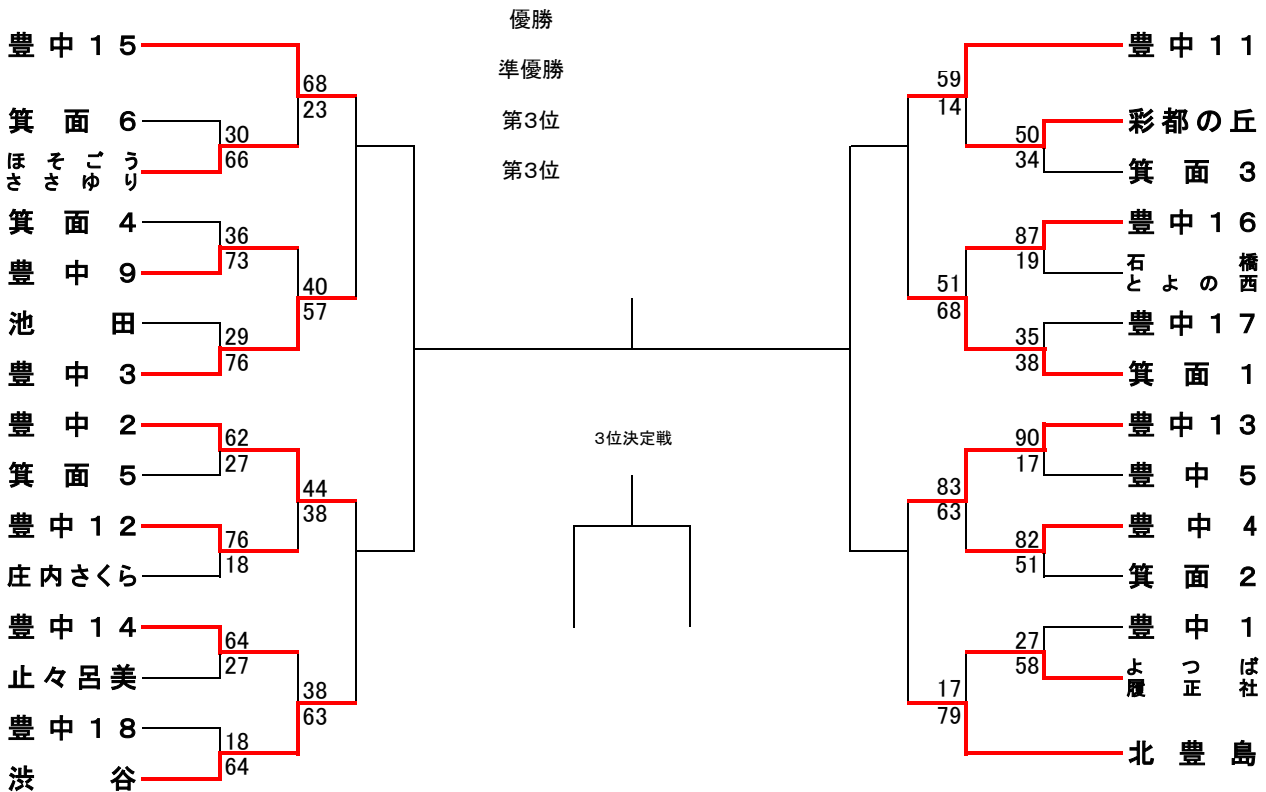 優勝
準優勝
第3位
第3位
豊中１５
68
23
箕面６
30
66
ほそごう
ささゆり
箕面４
36
73
豊中９
40
57
池田
29
76
豊中３
豊中２
62
27
箕面５
44
38
豊中１２
76
18
庄内さくら
豊中１４
64
27
止々呂美
38
63
豊中１８
18
64
渋谷
3位決定戦
豊中１１
59
14
彩都の丘
50
34
箕面３
豊中１６
87
19
石橋
とよの西
51
68
豊中１７
35
38
箕面１
豊中１３
90
17
豊中５
83
63
豊中４
82
51
箕面２
豊中１
27
58
よつば
履正社
17
79
北豊島